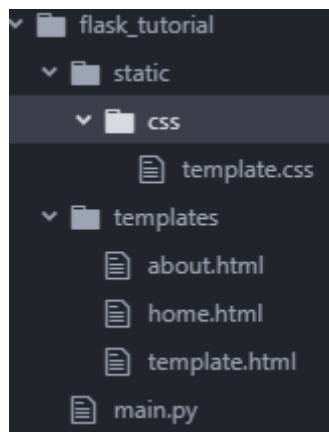 flask_tutorial
static
css
template.css
templates
about.html
home.html
template.html
main.py